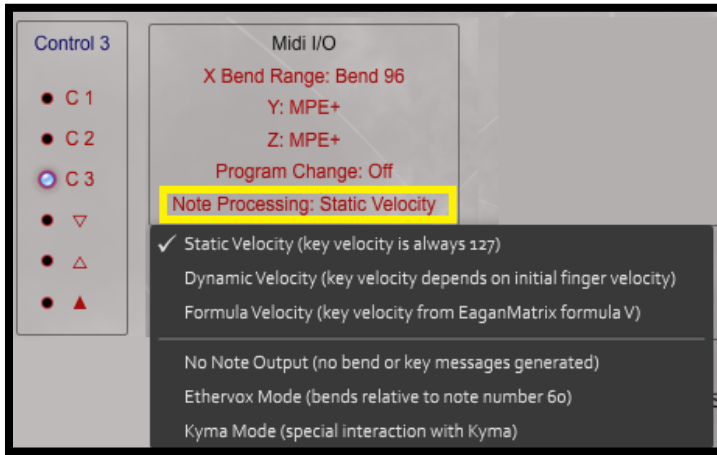 Control 3
C 1
C 2
C 3
Midi I/O
X Bend Range: Bend 96
Y: MPE+
Z: MPE+
Program Change: Off
Note Processing: Static Velocity
✓ Static Velocity (key velocity is always 127)
Dynamic Velocity (key velocity depends on initial finger velocity)
Formula Velocity (key velocity from EaganMatrix formula V)
No Note Output (no bend or key messages generated)
Ethervox Mode (bends relative to note number 60)
Kyma Mode (special interaction with Kyma)